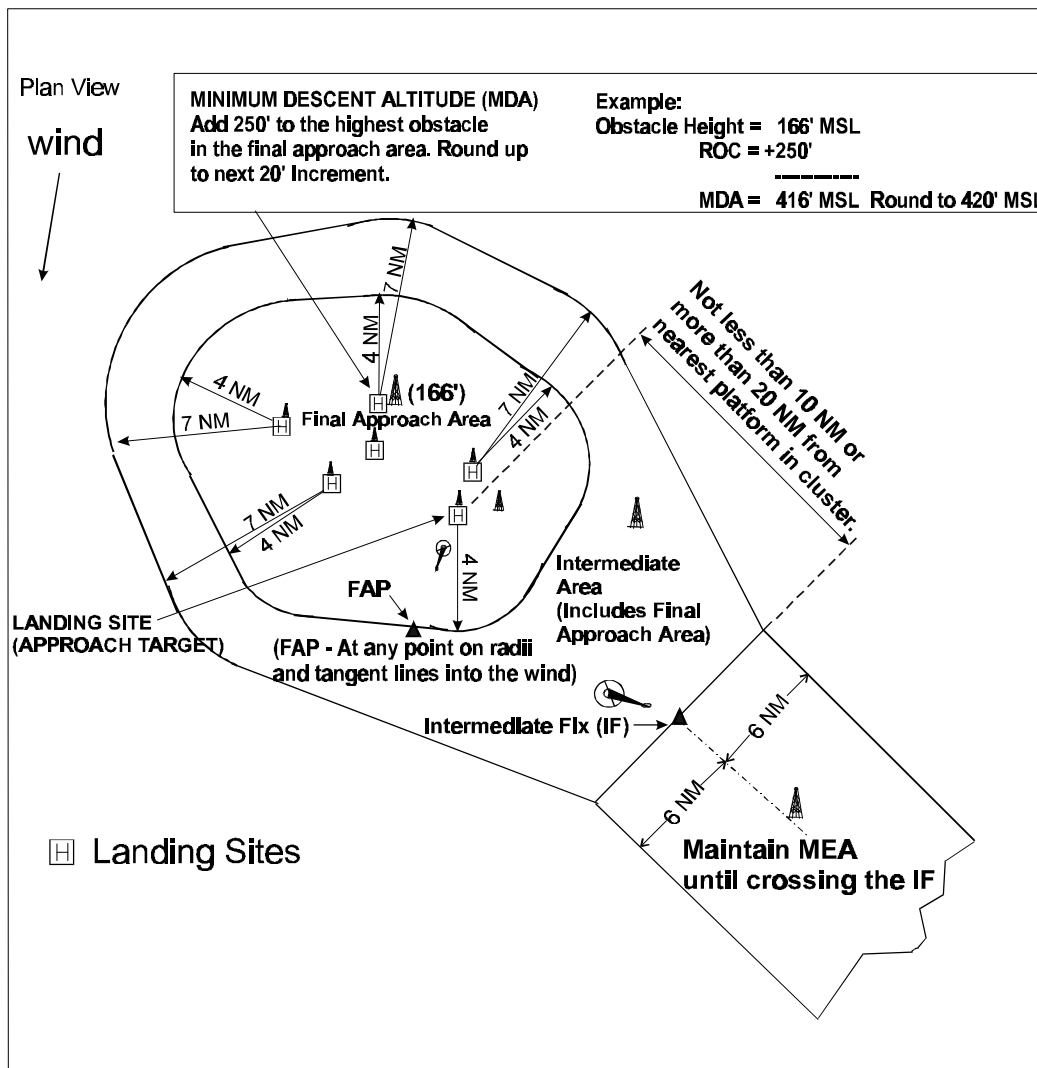 Plan View
wind
MINIMUM DESCENT ALTITUDE (MDA)
Add 250' to the highest obstacle
in the final approach area. Round up
to next 20' Increment.
Example:
Obstacle Height = 166' MSL
ROC = +250'
------------
MDA = 416' MSL Round to 420' MSL
7 NM
4 NM
Not less than 10 NM or
more than 20 NM from
nearest platform in cluster.
4 NM
7 NM
H
(166')
Final Approach Area
7 NM
4 NM
H
H
H
H
7 NM
4 NM
H
4 NM
FAP
Intermediate
Area
(Includes Final
Approach Area)
LANDING SITE
(APPROACH TARGET)
(FAP - At any point on radii
and tangent lines into the wind)
Intermediate FIx (IF)
6 NM
6 NM
H Landing Sites
Maintain MEA
until crossing the IF